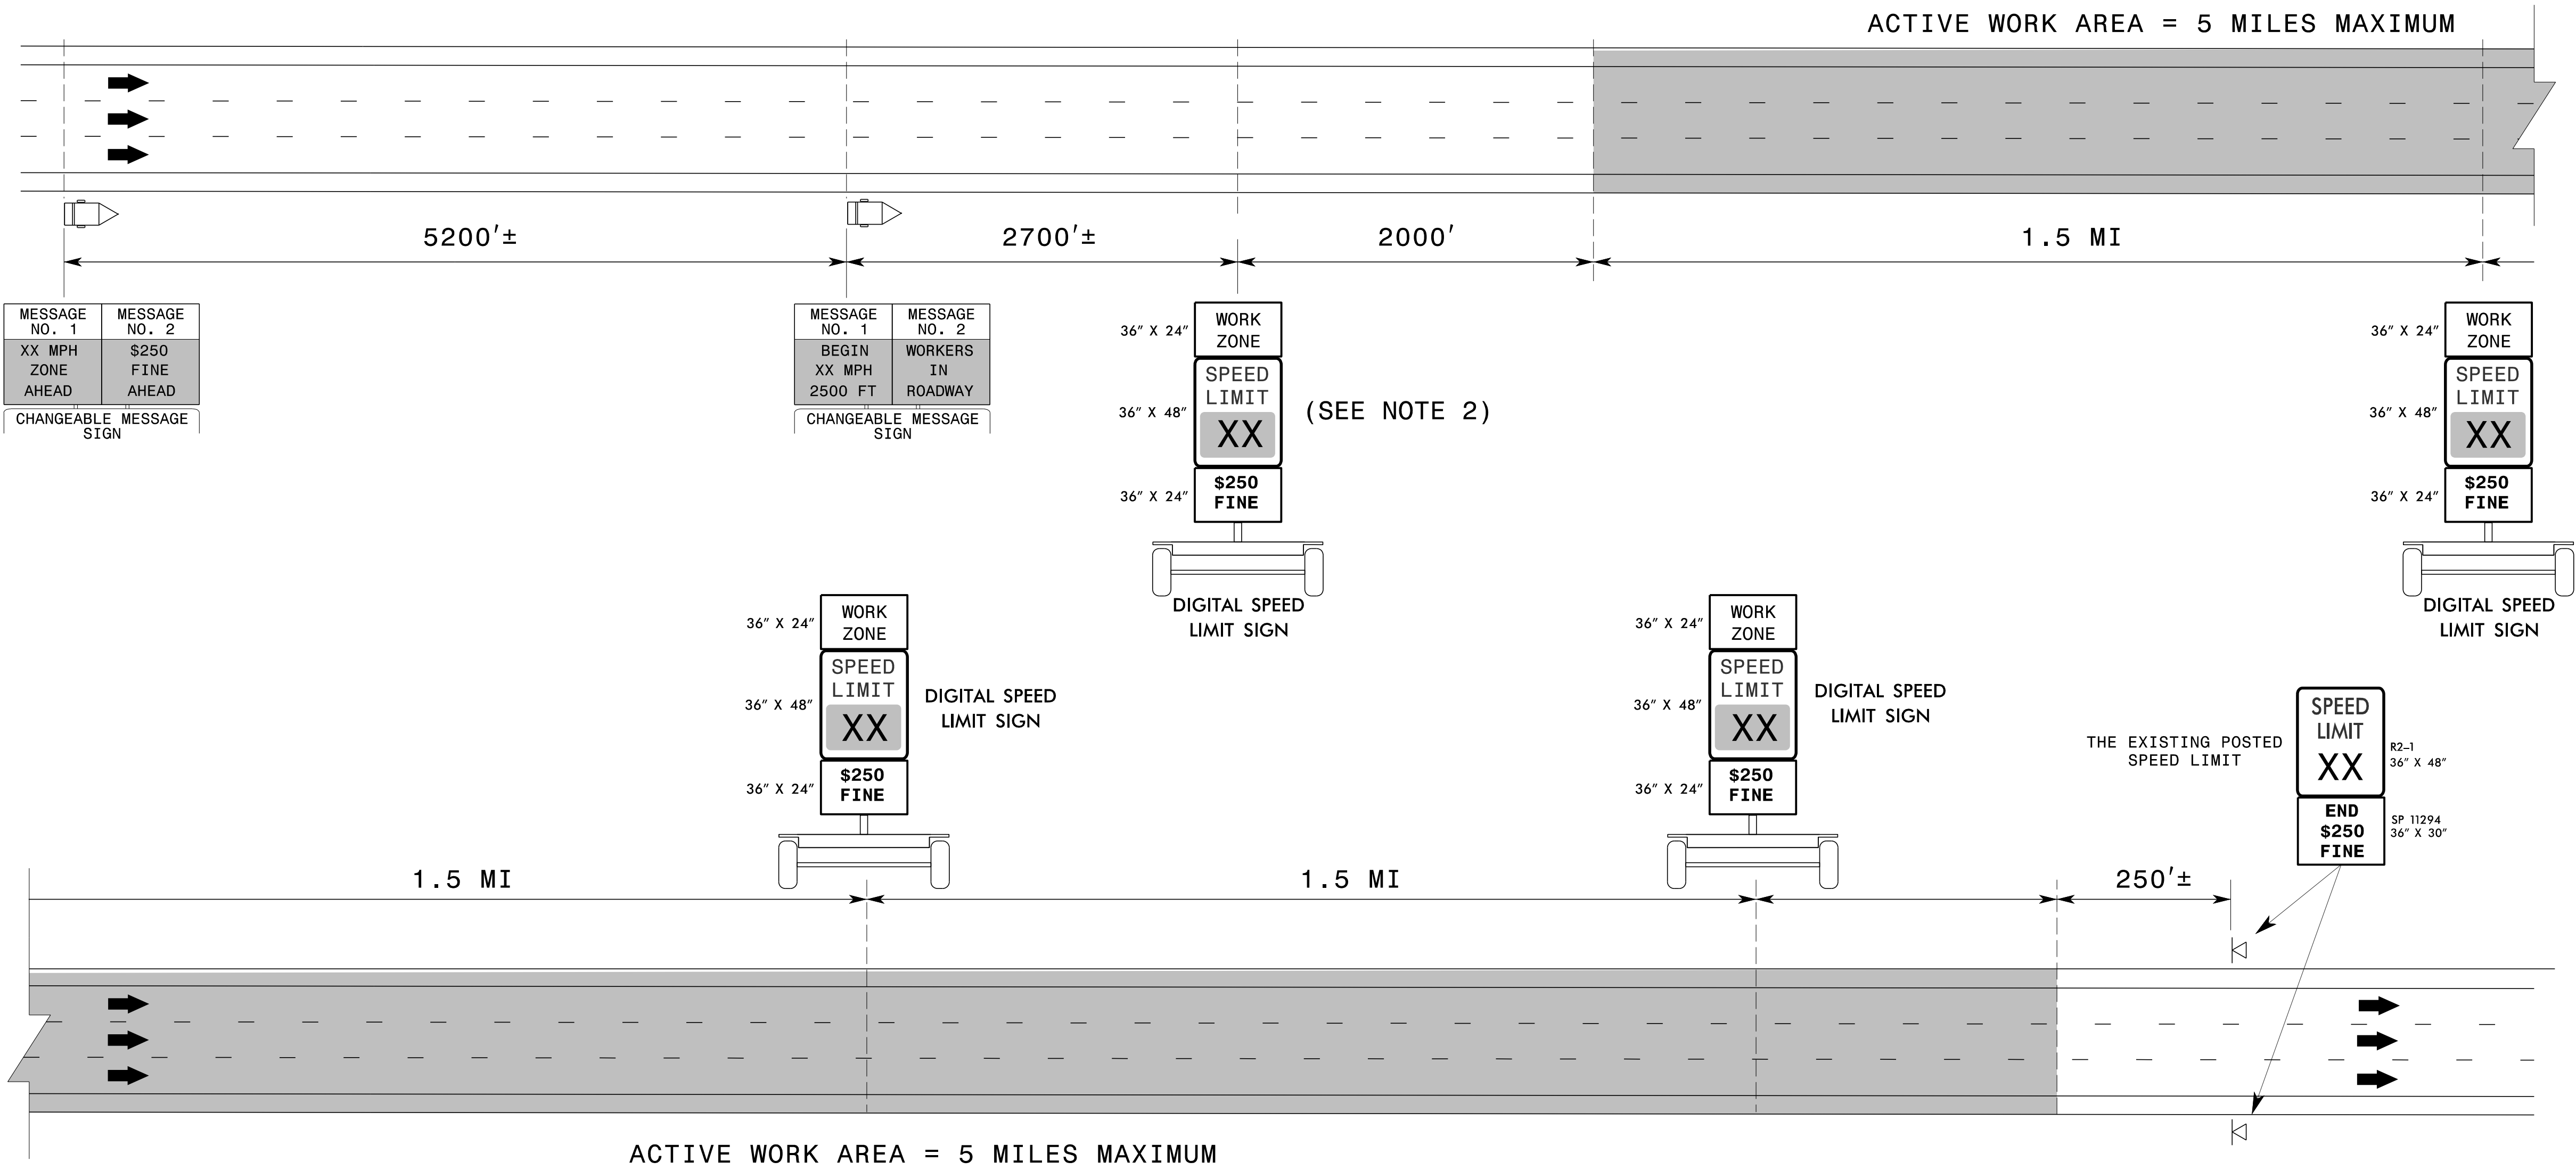 ACTIVE WORK AREA = 5 MILES MAXIMUM
5200'±
2700'±
2000'
1.5 MI
MESSAGE NO. 1
MESSAGE NO. 2
XX MPH
ZONE
AHEAD
$250
FINE
AHEAD
CHANGEABLE MESSAGE
SIGN
MESSAGE NO. 1
MESSAGE NO. 2
BEGIN
XX MPH
2500 FT
WORKERS
IN
ROADWAY
CHANGEABLE MESSAGE
SIGN
36" X 24"
WORK
ZONE
36" X 48"
SPEED
LIMIT
XX
(SEE NOTE 2)
36" X 24"
$250
FINE
DIGITAL SPEED
LIMIT SIGN
36" X 24"
WORK
ZONE
36" X 48"
SPEED
LIMIT
XX
36" X 24"
$250
FINE
DIGITAL SPEED
LIMIT SIGN
36" X 24"
WORK
ZONE
36" X 48"
SPEED
LIMIT
XX
DIGITAL SPEED
LIMIT SIGN
36" X 24"
$250
FINE
36" X 24"
WORK
ZONE
36" X 48"
SPEED
LIMIT
XX
DIGITAL SPEED
LIMIT SIGN
36" X 24"
$250
FINE
THE EXISTING POSTED
SPEED LIMIT
SPEED
LIMIT
XX
R2-1
36" X 48"
END
$250
FINE
SP 11294
36" X 30"
1.5 MI
1.5 MI
250'±
ACTIVE WORK AREA = 5 MILES MAXIMUM